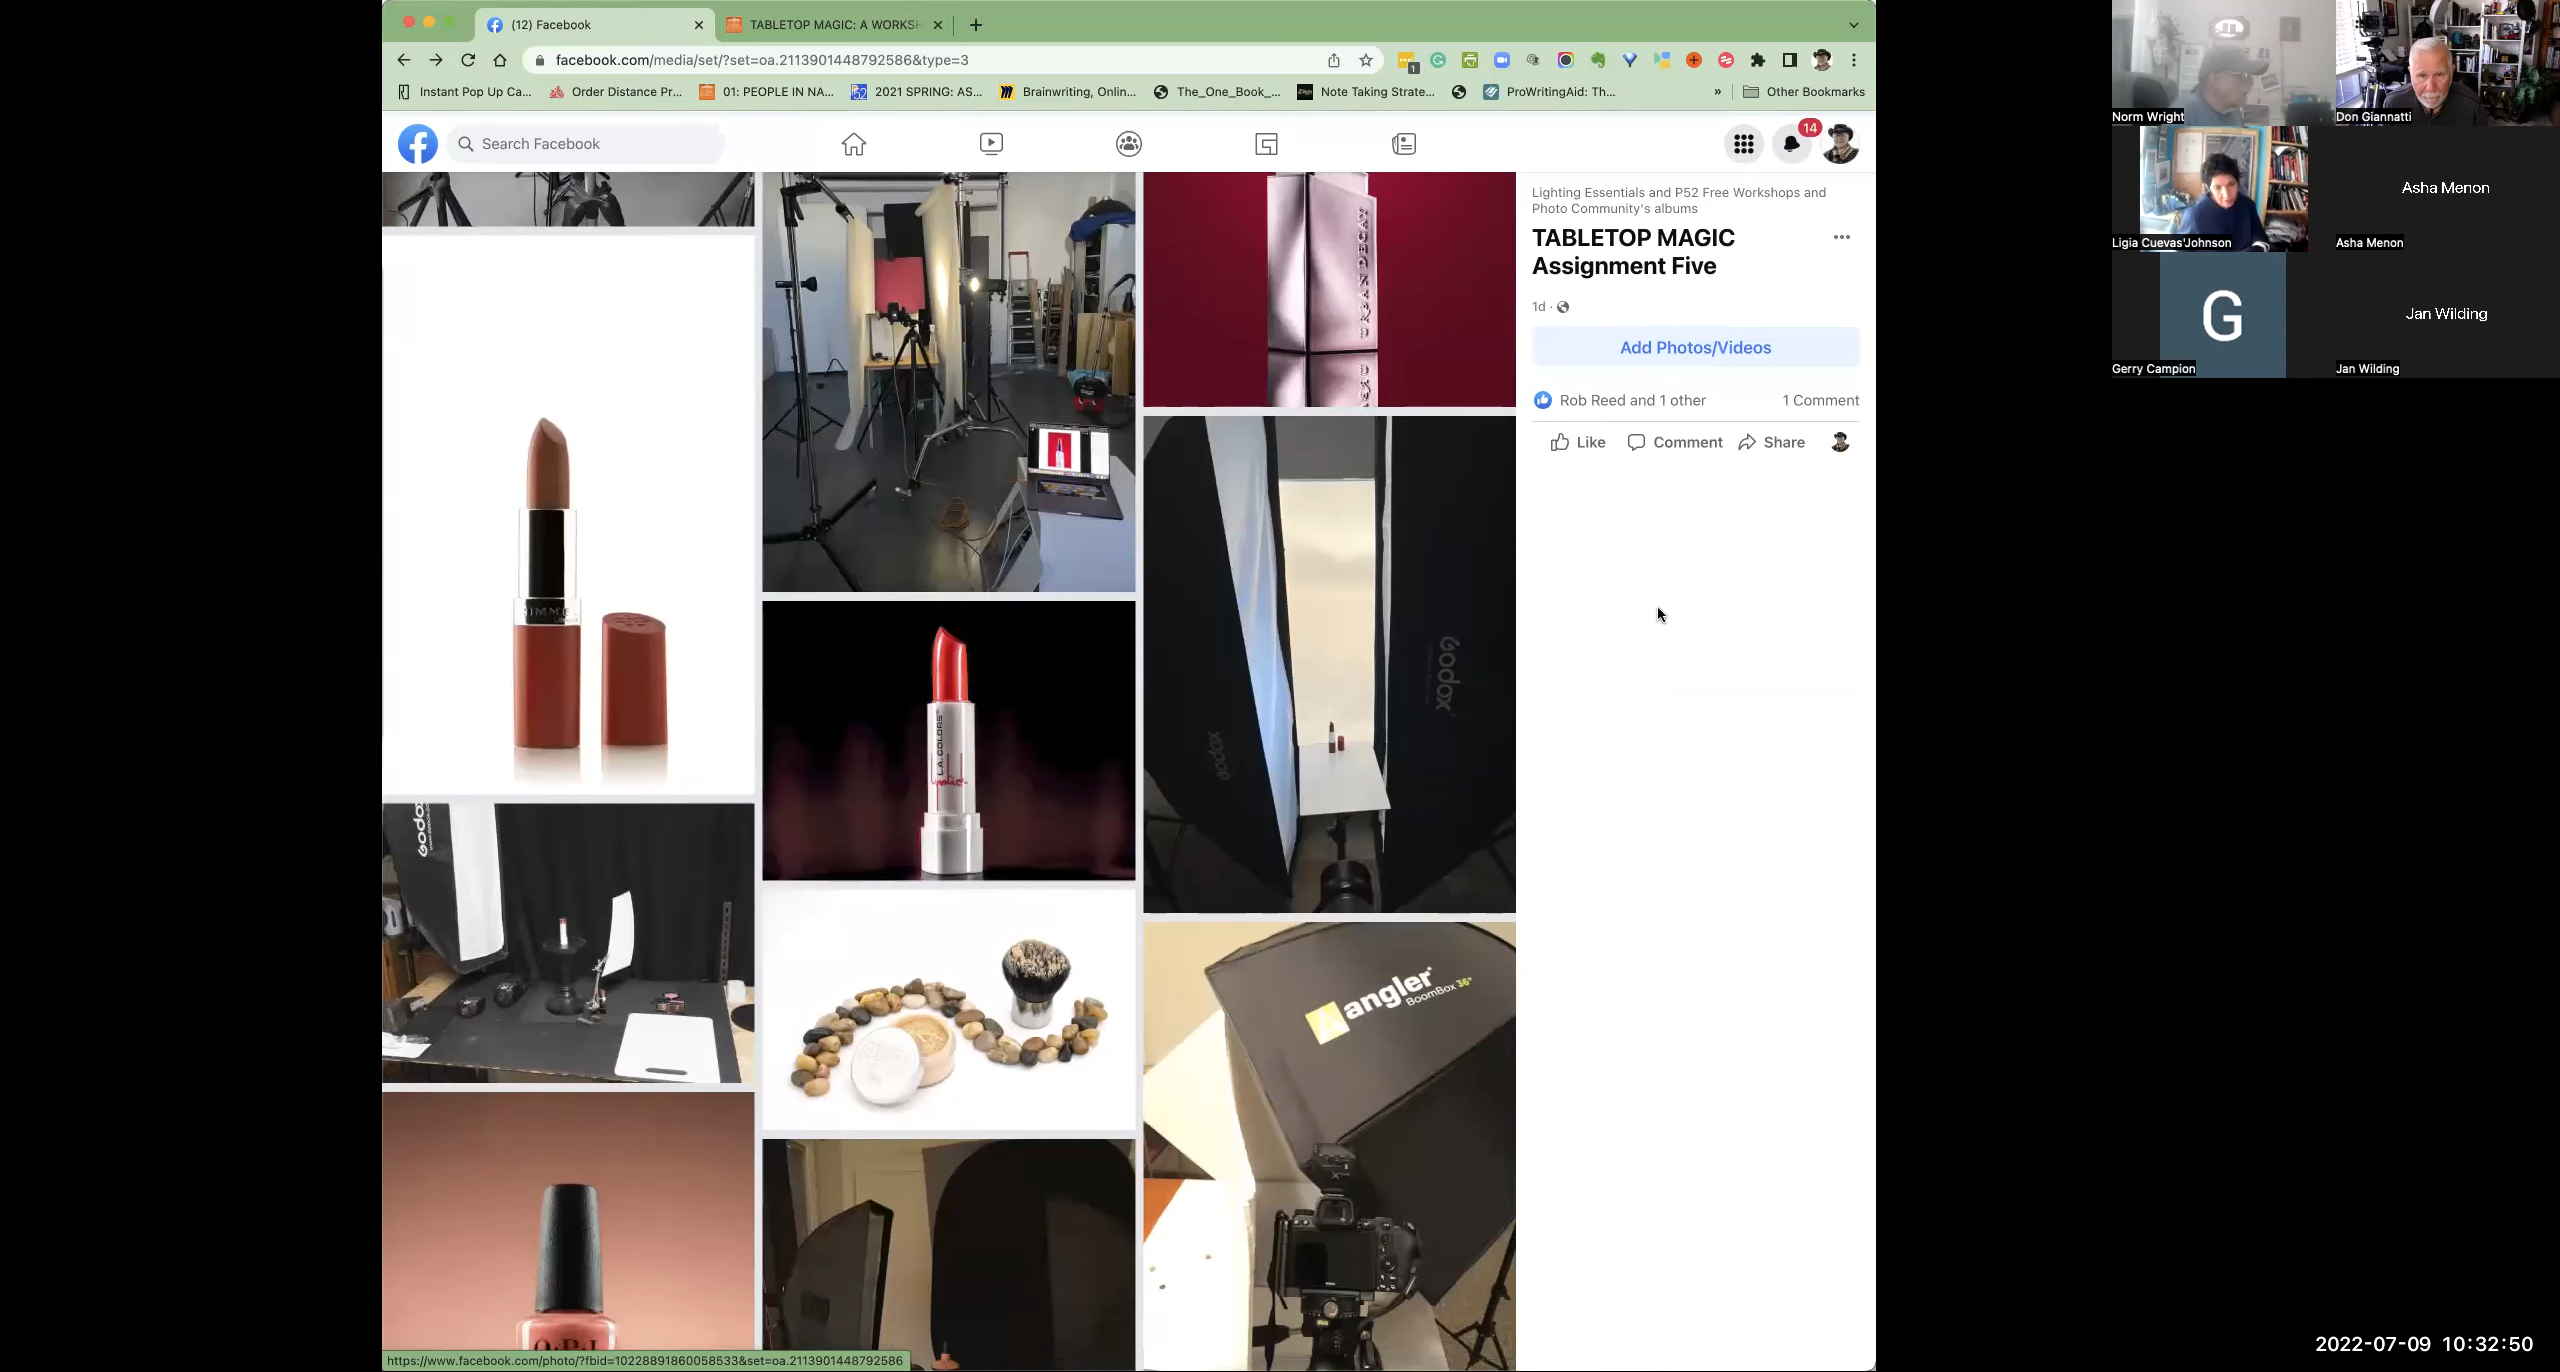 (12) Facebook
TABLETOP MAGIC: A WORKSH
facebook.com/media/set/?set=oa.2113901448792586&type=3
1
Instant Pop Up Ca...
Order Distance Pr...
01: PEOPLE IN NA...
2021 SPRING: AS...
Brainwriting, Onlin...
The_One_Book_...
Note Taking Strate...
ProWritingAid: Th...
»
Other Bookmarks
Search Facebook
14
Lighting Essentials and P52 Free Workshops and
Photo Community's albums
TABLETOP MAGIC
Assignment Five
1d ·
Add Photos/Videos
Rob Reed and 1 other
1 Comment
Like
Comment
Share
URBAN DECAY
RIMMEL
L.A. COLORS
lipstick
Godox
Godox
Godox
angler
BoomBox 36"
O·P·I
https://www.facebook.com/photo/?fbid=10228891860058533&set=oa.2113901448792586
Norm Wright
Don Giannatti
Ligia Cuevas'Johnson
Asha Menon
Asha Menon
G
Gerry Campion
Jan Wilding
Jan Wilding
2022-07-09 10:32:50